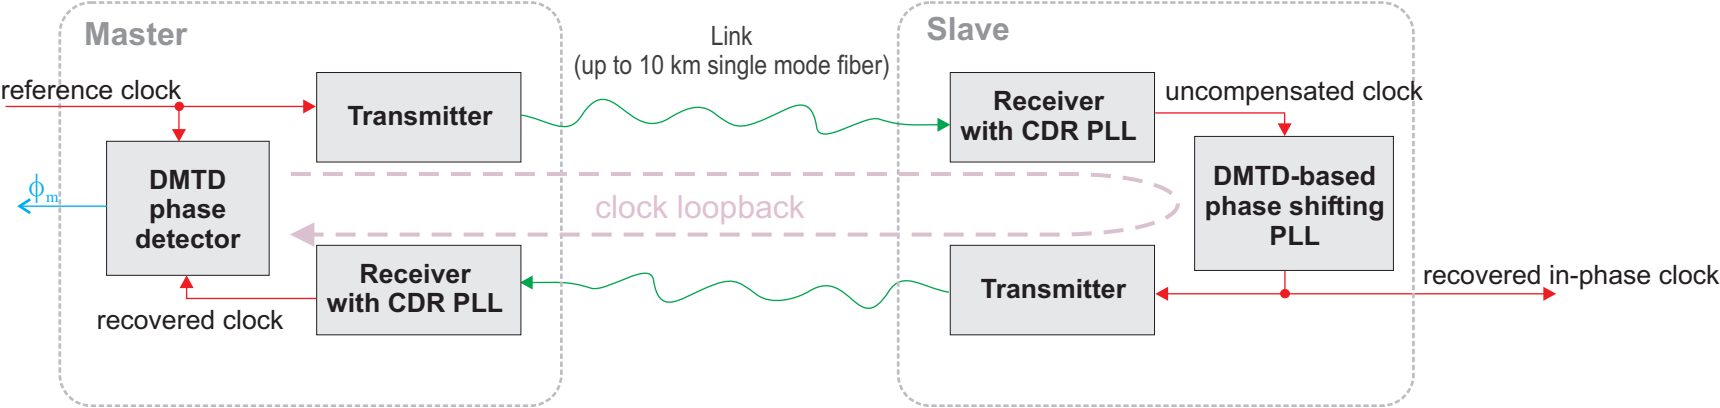 Master
Link
(up to 10 km single mode fiber)
Slave
reference clock
Transmitter
Receiver
with CDR PLL
uncompensated clock
DMTD
phase
detector
ϕm
clock loopback
DMTD-based
phase shifting
PLL
Receiver
with CDR PLL
recovered clock
Transmitter
recovered in-phase clock